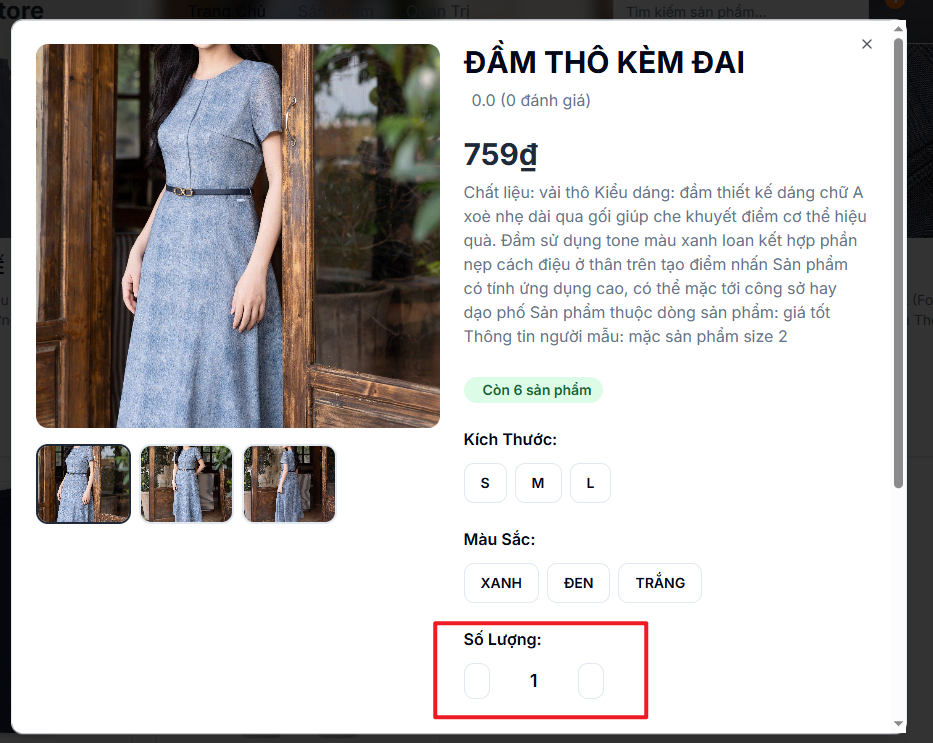 tore
Trang Chủ
Sản Phẩm
Quản Trị
Tìm kiếm sản phẩm...
ĐẦM THÔ KÈM ĐAI
0.0 (0 đánh giá)
759₫
Chất liệu: vải thô Kiểu dáng: đầm thiết kế dáng chữ A
xoè nhẹ dài qua gối giúp che khuyết điểm cơ thể hiệu
quả. Đầm sử dụng tone màu xanh loan kết hợp phần
nẹp cách điệu ở thân trên tạo điểm nhấn Sản phẩm
có tính ứng dụng cao, có thể mặc tới công sở hay
dạo phố Sản phẩm thuộc dòng sản phẩm: giá tốt
Thông tin người mẫu: mặc sản phẩm size 2
Còn 6 sản phẩm
Kích Thước:
S M L
Màu Sắc:
XANH ĐEN TRẮNG
Số Lượng:
1